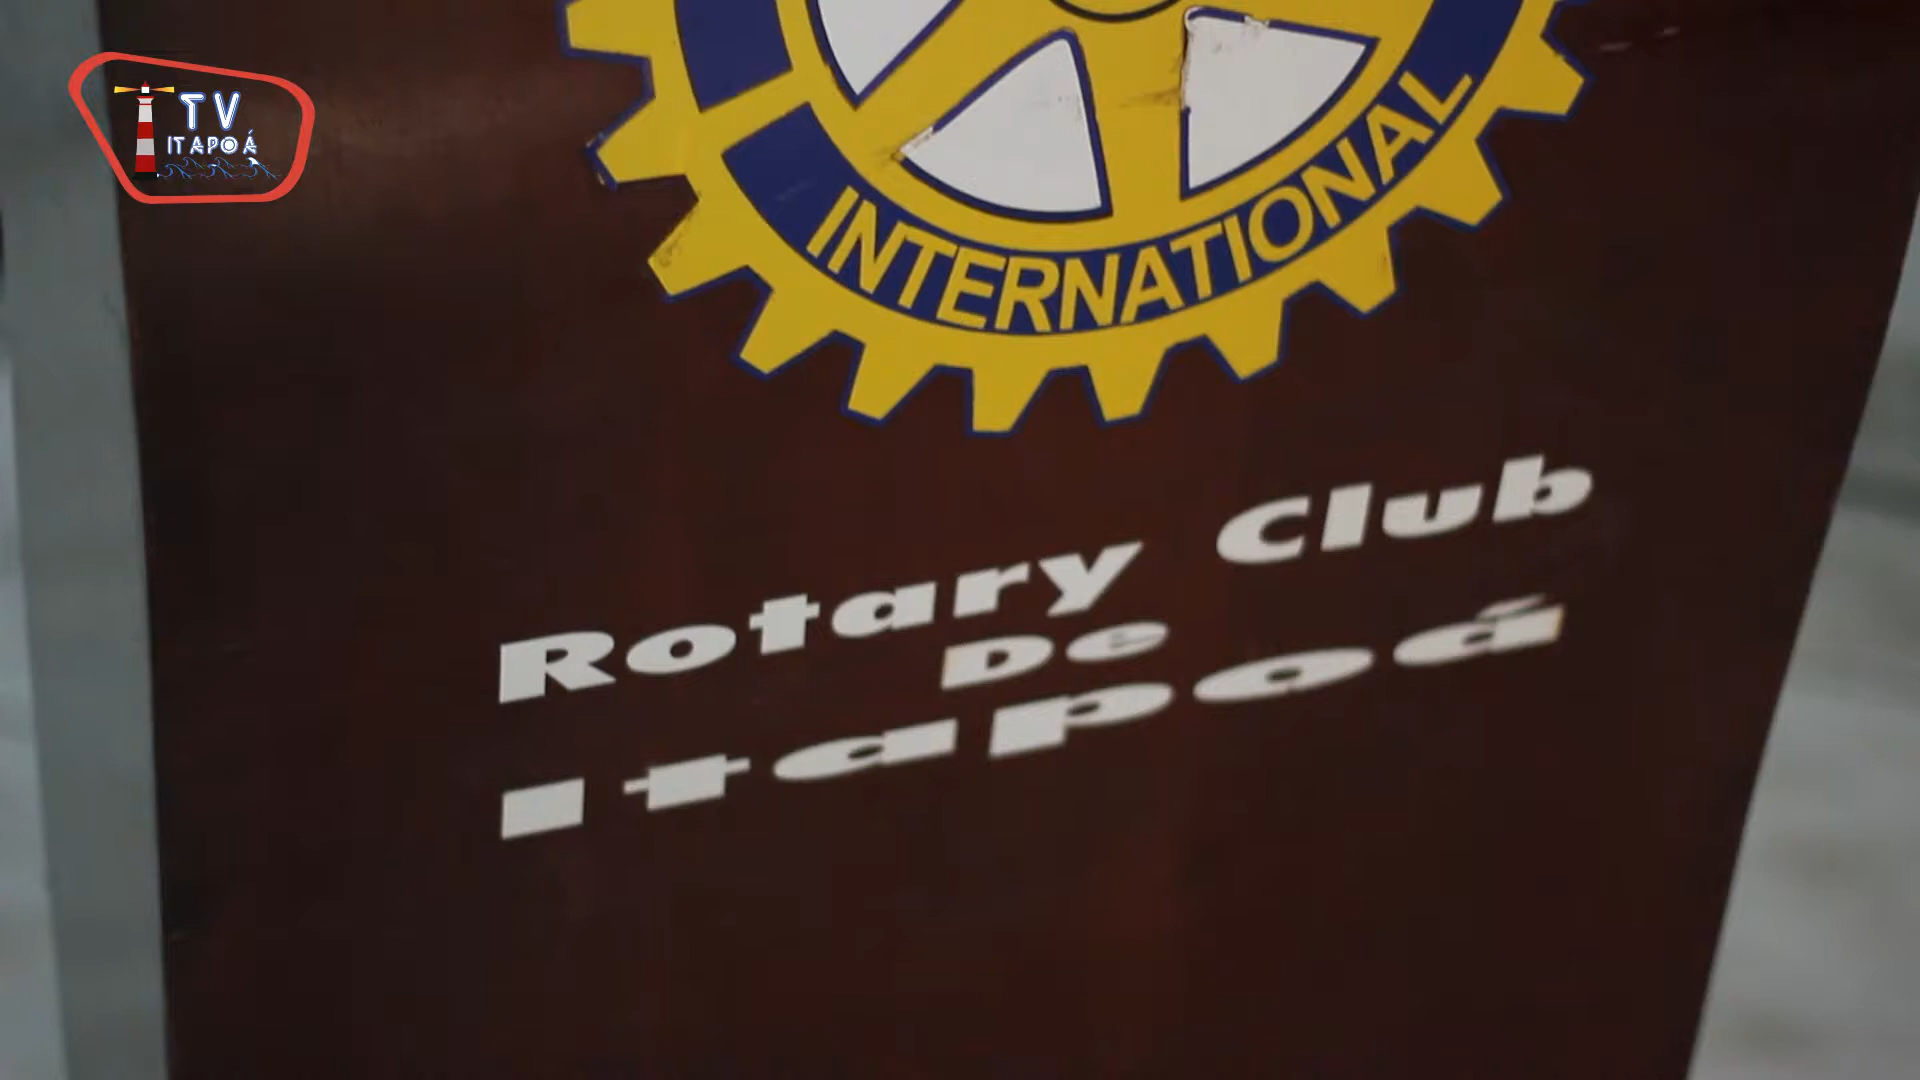 TV
ITAPOÁ
INTERNATIONAL
Rotary Club
De
Itapoá